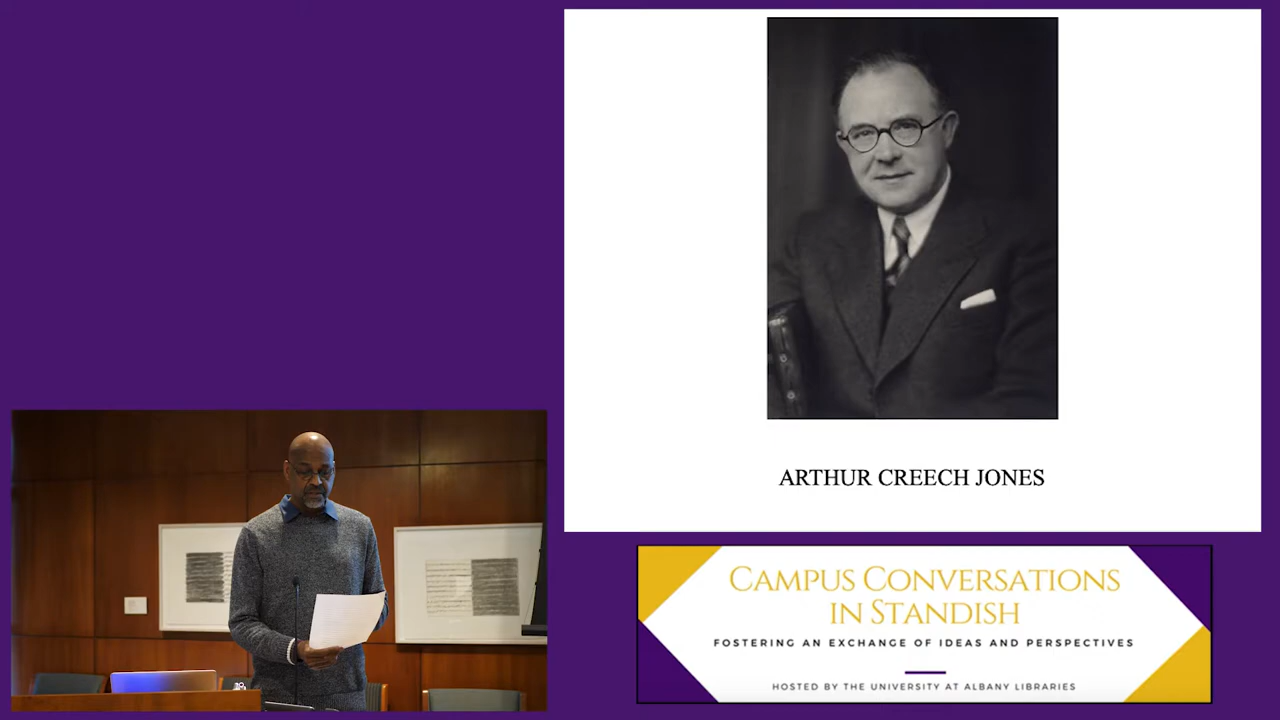 ARTHUR CREECH JONES
CAMPUS CONVERSATIONS
IN STANDISH
FOSTERING AN EXCHANGE OF IDEAS AND PERSPECTIVES
HOSTED BY THE UNIVERSITY AT ALBANY LIBRARIES